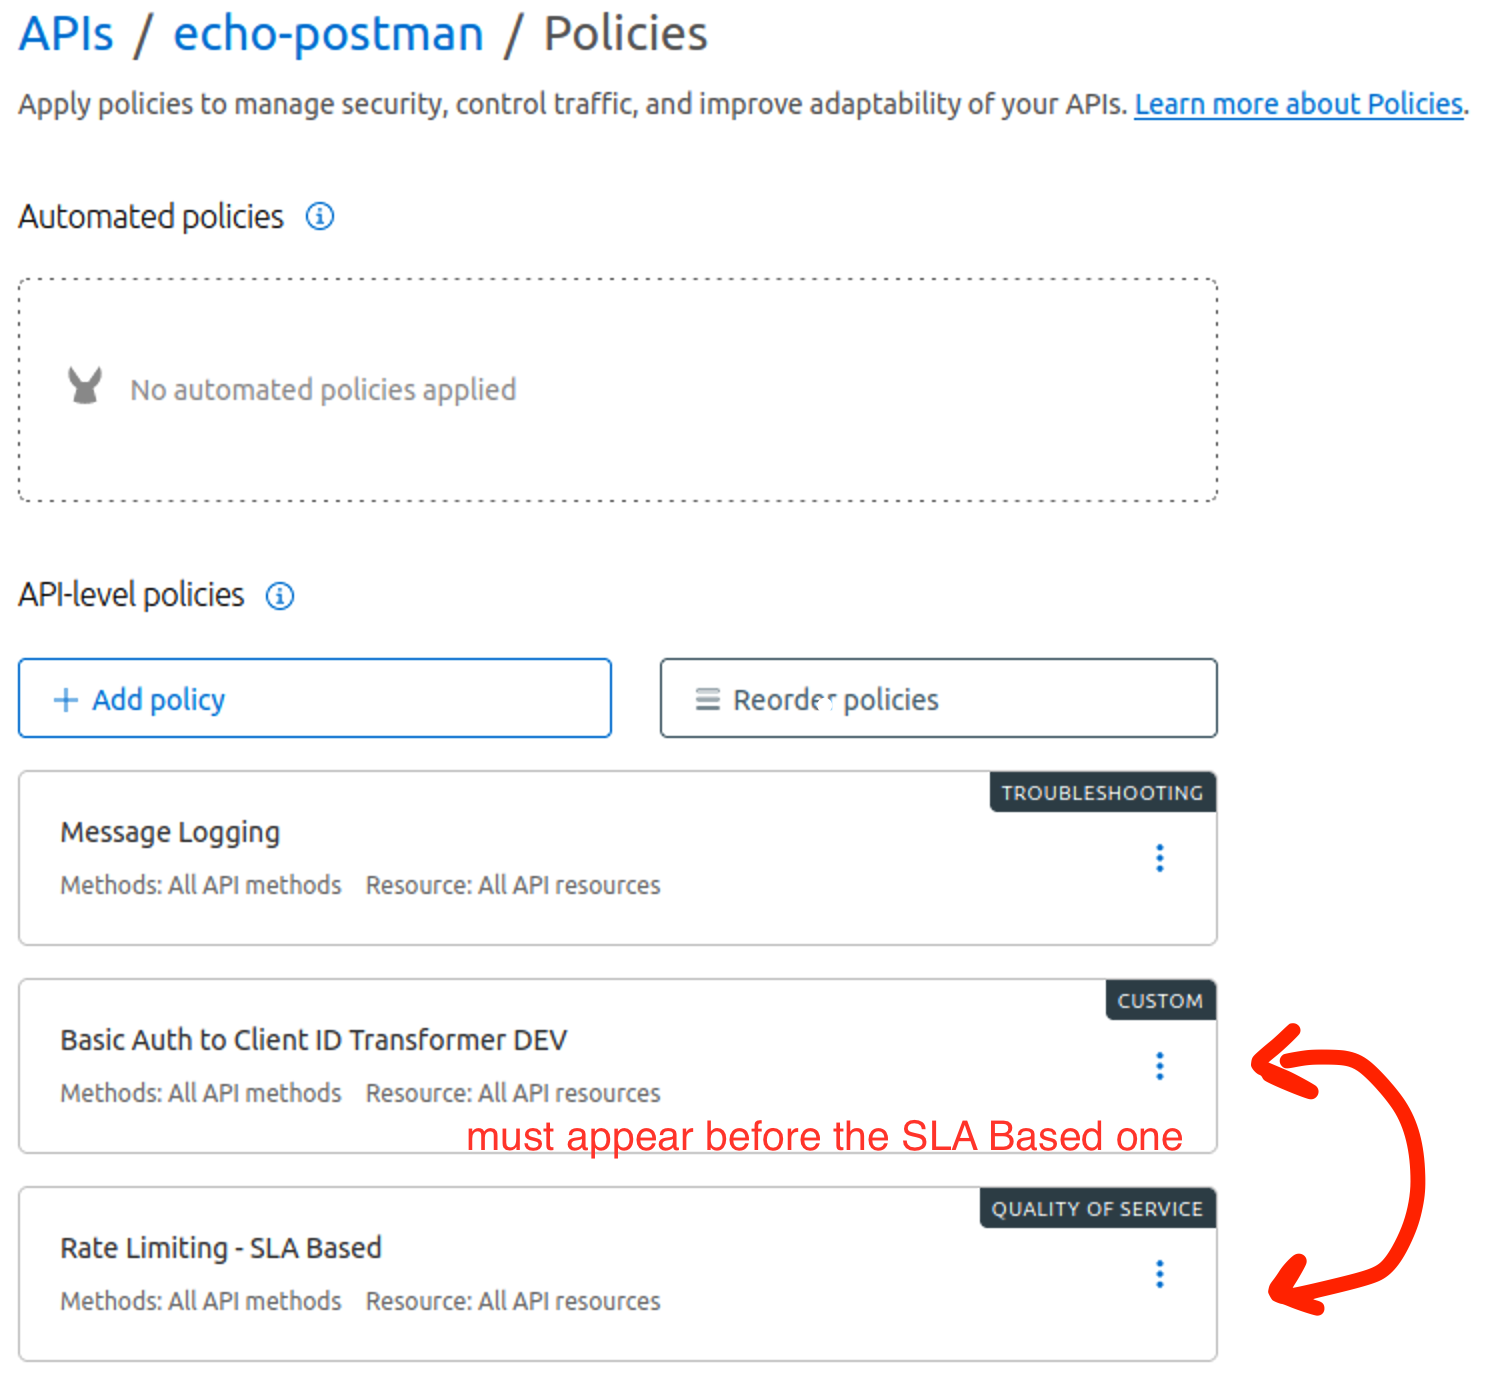 APIs / echo-postman / Policies
Apply policies to manage security, control traffic, and improve adaptability of your APIs. Learn more about Policies.
Automated policies
No automated policies applied
API-level policies
+ Add policy
Reorder policies
TROUBLESHOOTING
Message Logging
Methods: All API methods Resource: All API resources
CUSTOM
Basic Auth to Client ID Transformer DEV
Methods: All API methods Resource: All API resources
must appear before the SLA Based one
QUALITY OF SERVICE
Rate Limiting - SLA Based
Methods: All API methods Resource: All API resources